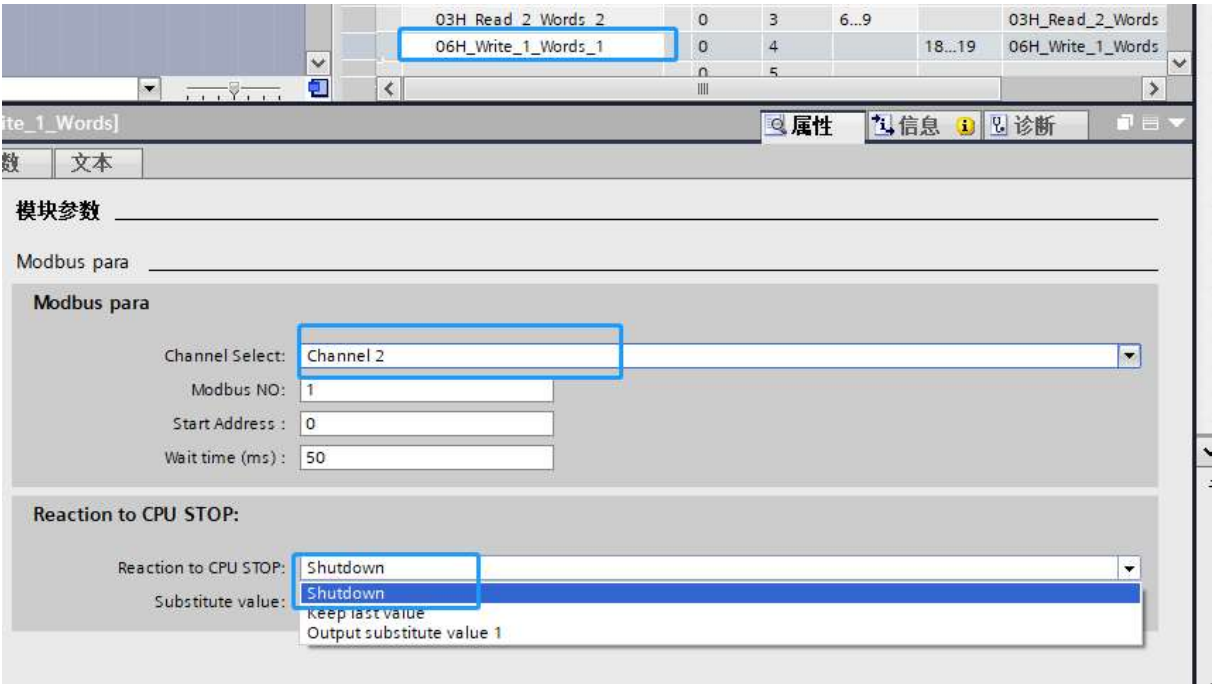 03H_Read_2_Words_2 0 3 6...9 03H_Read_2_Words
06H_Write_1_Words_1 0 4 18...19 06H_Write_1_Words
0 5
ite_1_Words] 属性 信息 诊断
数 文本
模块参数
Modbus para
Modbus para
Channel Select: Channel 2
Modbus NO: 1
Start Address : 0
Wait time (ms) : 50
Reaction to CPU STOP:
Reaction to CPU STOP: Shutdown
Substitute value: Shutdown
Keep last value
Output substitute value 1